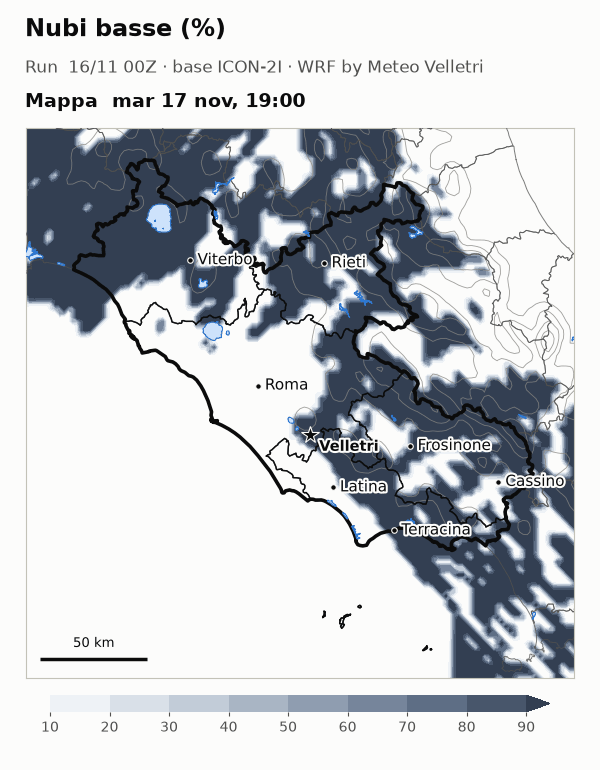 Nubi basse (%)
Run  16/11 00Z · base ICON-2I · WRF by Meteo Velletri
Mappa  mar 17 nov, 19:00
Viterbo
Rieti
Roma
Velletri
Frosinone
Latina
Cassino
Terracina
50 km
10 20 30 40 50 60 70 80 90